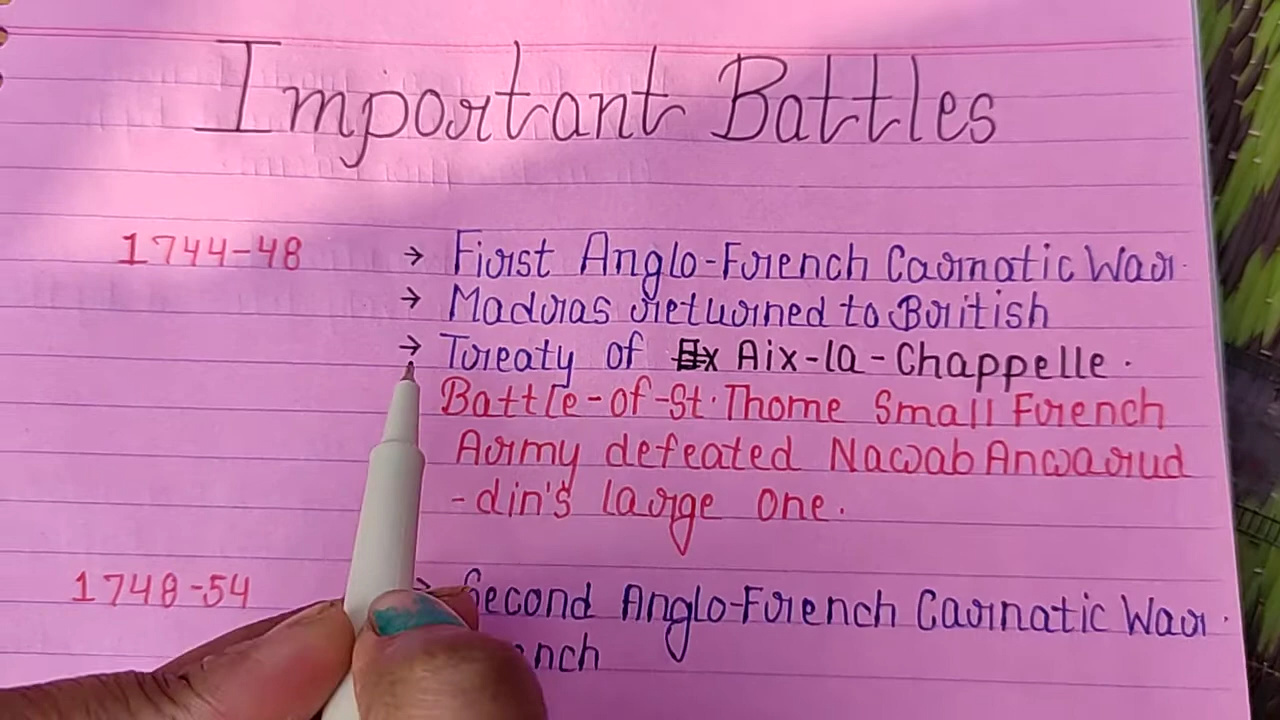 Important Battles
1744-48 → First Anglo-French Carnatic War.
→ Madras returned to British
→ Treaty of Aix-la-Chappelle.
Battle-of-St.Thome Small French
Army defeated Nawab Anwarud
-din's large one.
1748-54 → Second Anglo-French Carnatic War.